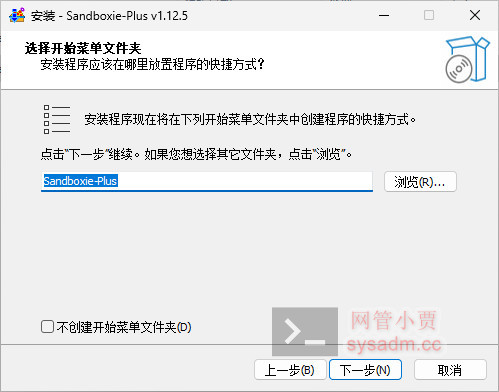 安装 - Sandboxie-Plus v1.12.5
选择开始菜单文件夹
安装程序应该在哪里放置程序的快捷方式?
安装程序现在将在下列开始菜单文件夹中创建程序的快捷方式。
点击“下一步”继续。如果您想选择其它文件夹，点击“浏览”。
Sandboxie-Plus
浏览(R)...
不创建开始菜单文件夹(D)
网管小贾
sysadm.cc
上一步(B)
下一步(N)
取消